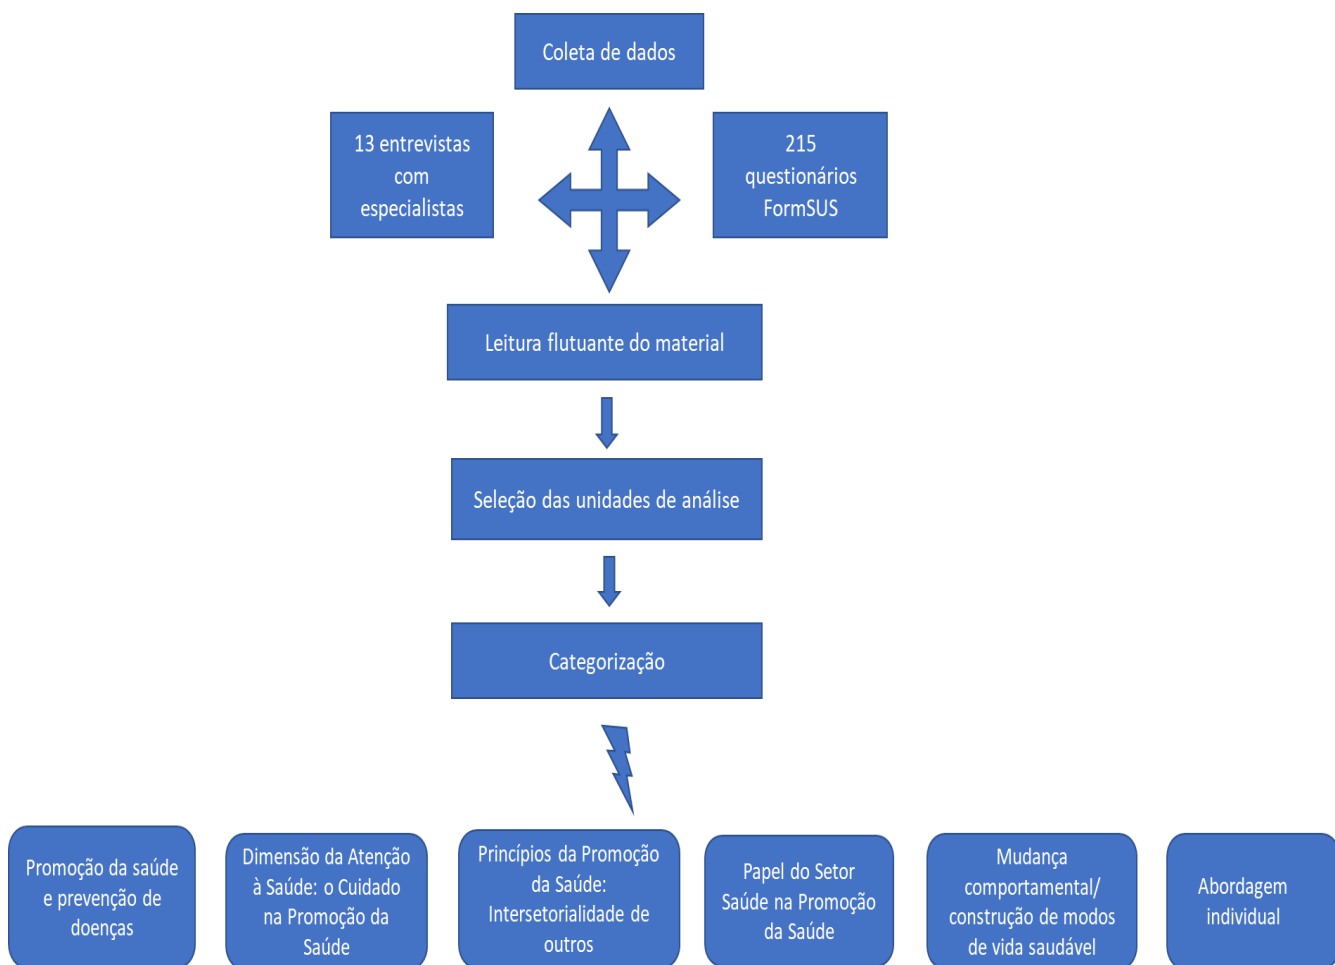 Coleta de dados
13 entrevistas
com
especialistas
215
questionários
FormSUS
Leitura flutuante do material
Seleção das unidades de análise
Categorização
Promoção da saúde
e prevenção de
doenças
Dimensão da Atenção
à Saúde: o Cuidado
na Promoção da
Saúde
Princípios da Promoção
da Saúde:
Intersetorialidade de
outros
Papel do Setor
Saúde na Promoção
da Saúde
Mudança
comportamental/
construção de modos
de vida saudável
Abordagem
individual